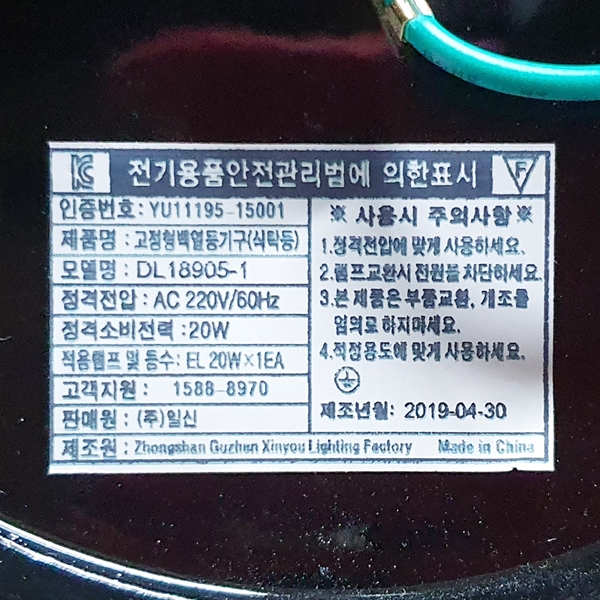 전기용품안전관리법에 의한표시
F
인증번호: YU11195-15001
제품명: 고정형백열등기구(식탁등)
모델명: DL18905-1
정격전압: AC 220V/60Hz
정격소비전력: 20W
적용램프 및 등수: EL 20W×1EA
고객지원: 1588-8970
판매원: (주)일신
※ 사용시 주의사항※
1.정격전압에 맞게 사용하세요.
2.램프교환시 전원을 차단하세요.
3.본 제품은 부품교환, 개조를
임의로 하지마세요.
4.적정용도에 맞게 사용하세요.
제조년월: 2019-04-30
제조원: Zhongshan Guzhen Xinyou Lighting Factory Made in China